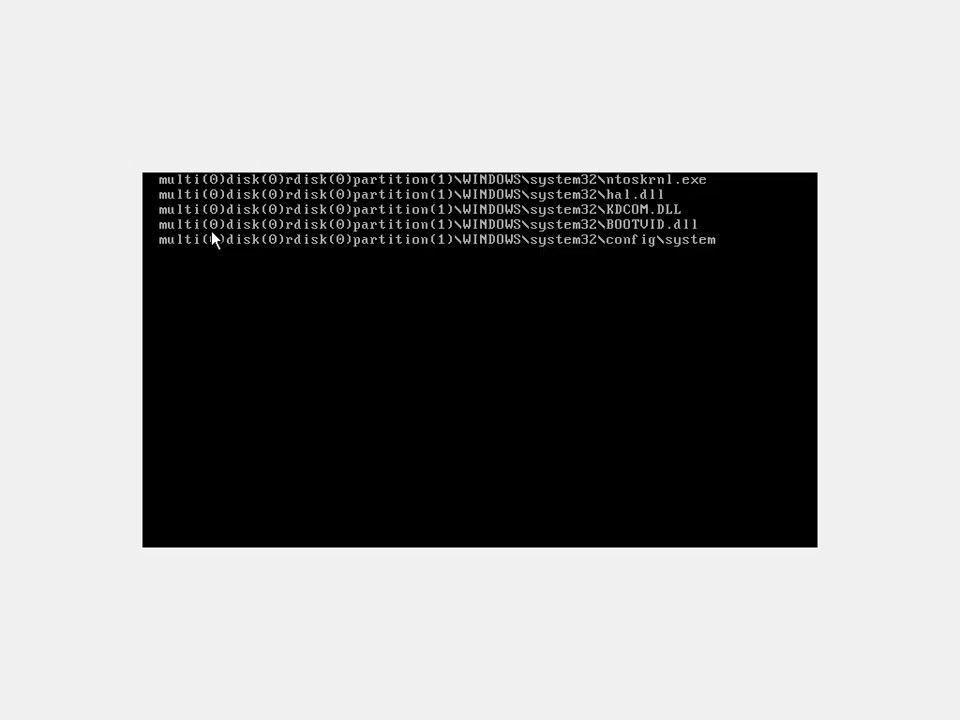 multi(0)disk(0)rdisk(0)partition(1)\WINDOWS\system32\ntoskrnl.exe
multi(0)disk(0)rdisk(0)partition(1)\WINDOWS\system32\hal.dll
multi(0)disk(0)rdisk(0)partition(1)\WINDOWS\system32\KDCOM.DLL
multi(0)disk(0)rdisk(0)partition(1)\WINDOWS\system32\BOOTVID.dll
multi(0)disk(0)rdisk(0)partition(1)\WINDOWS\system32\config\system